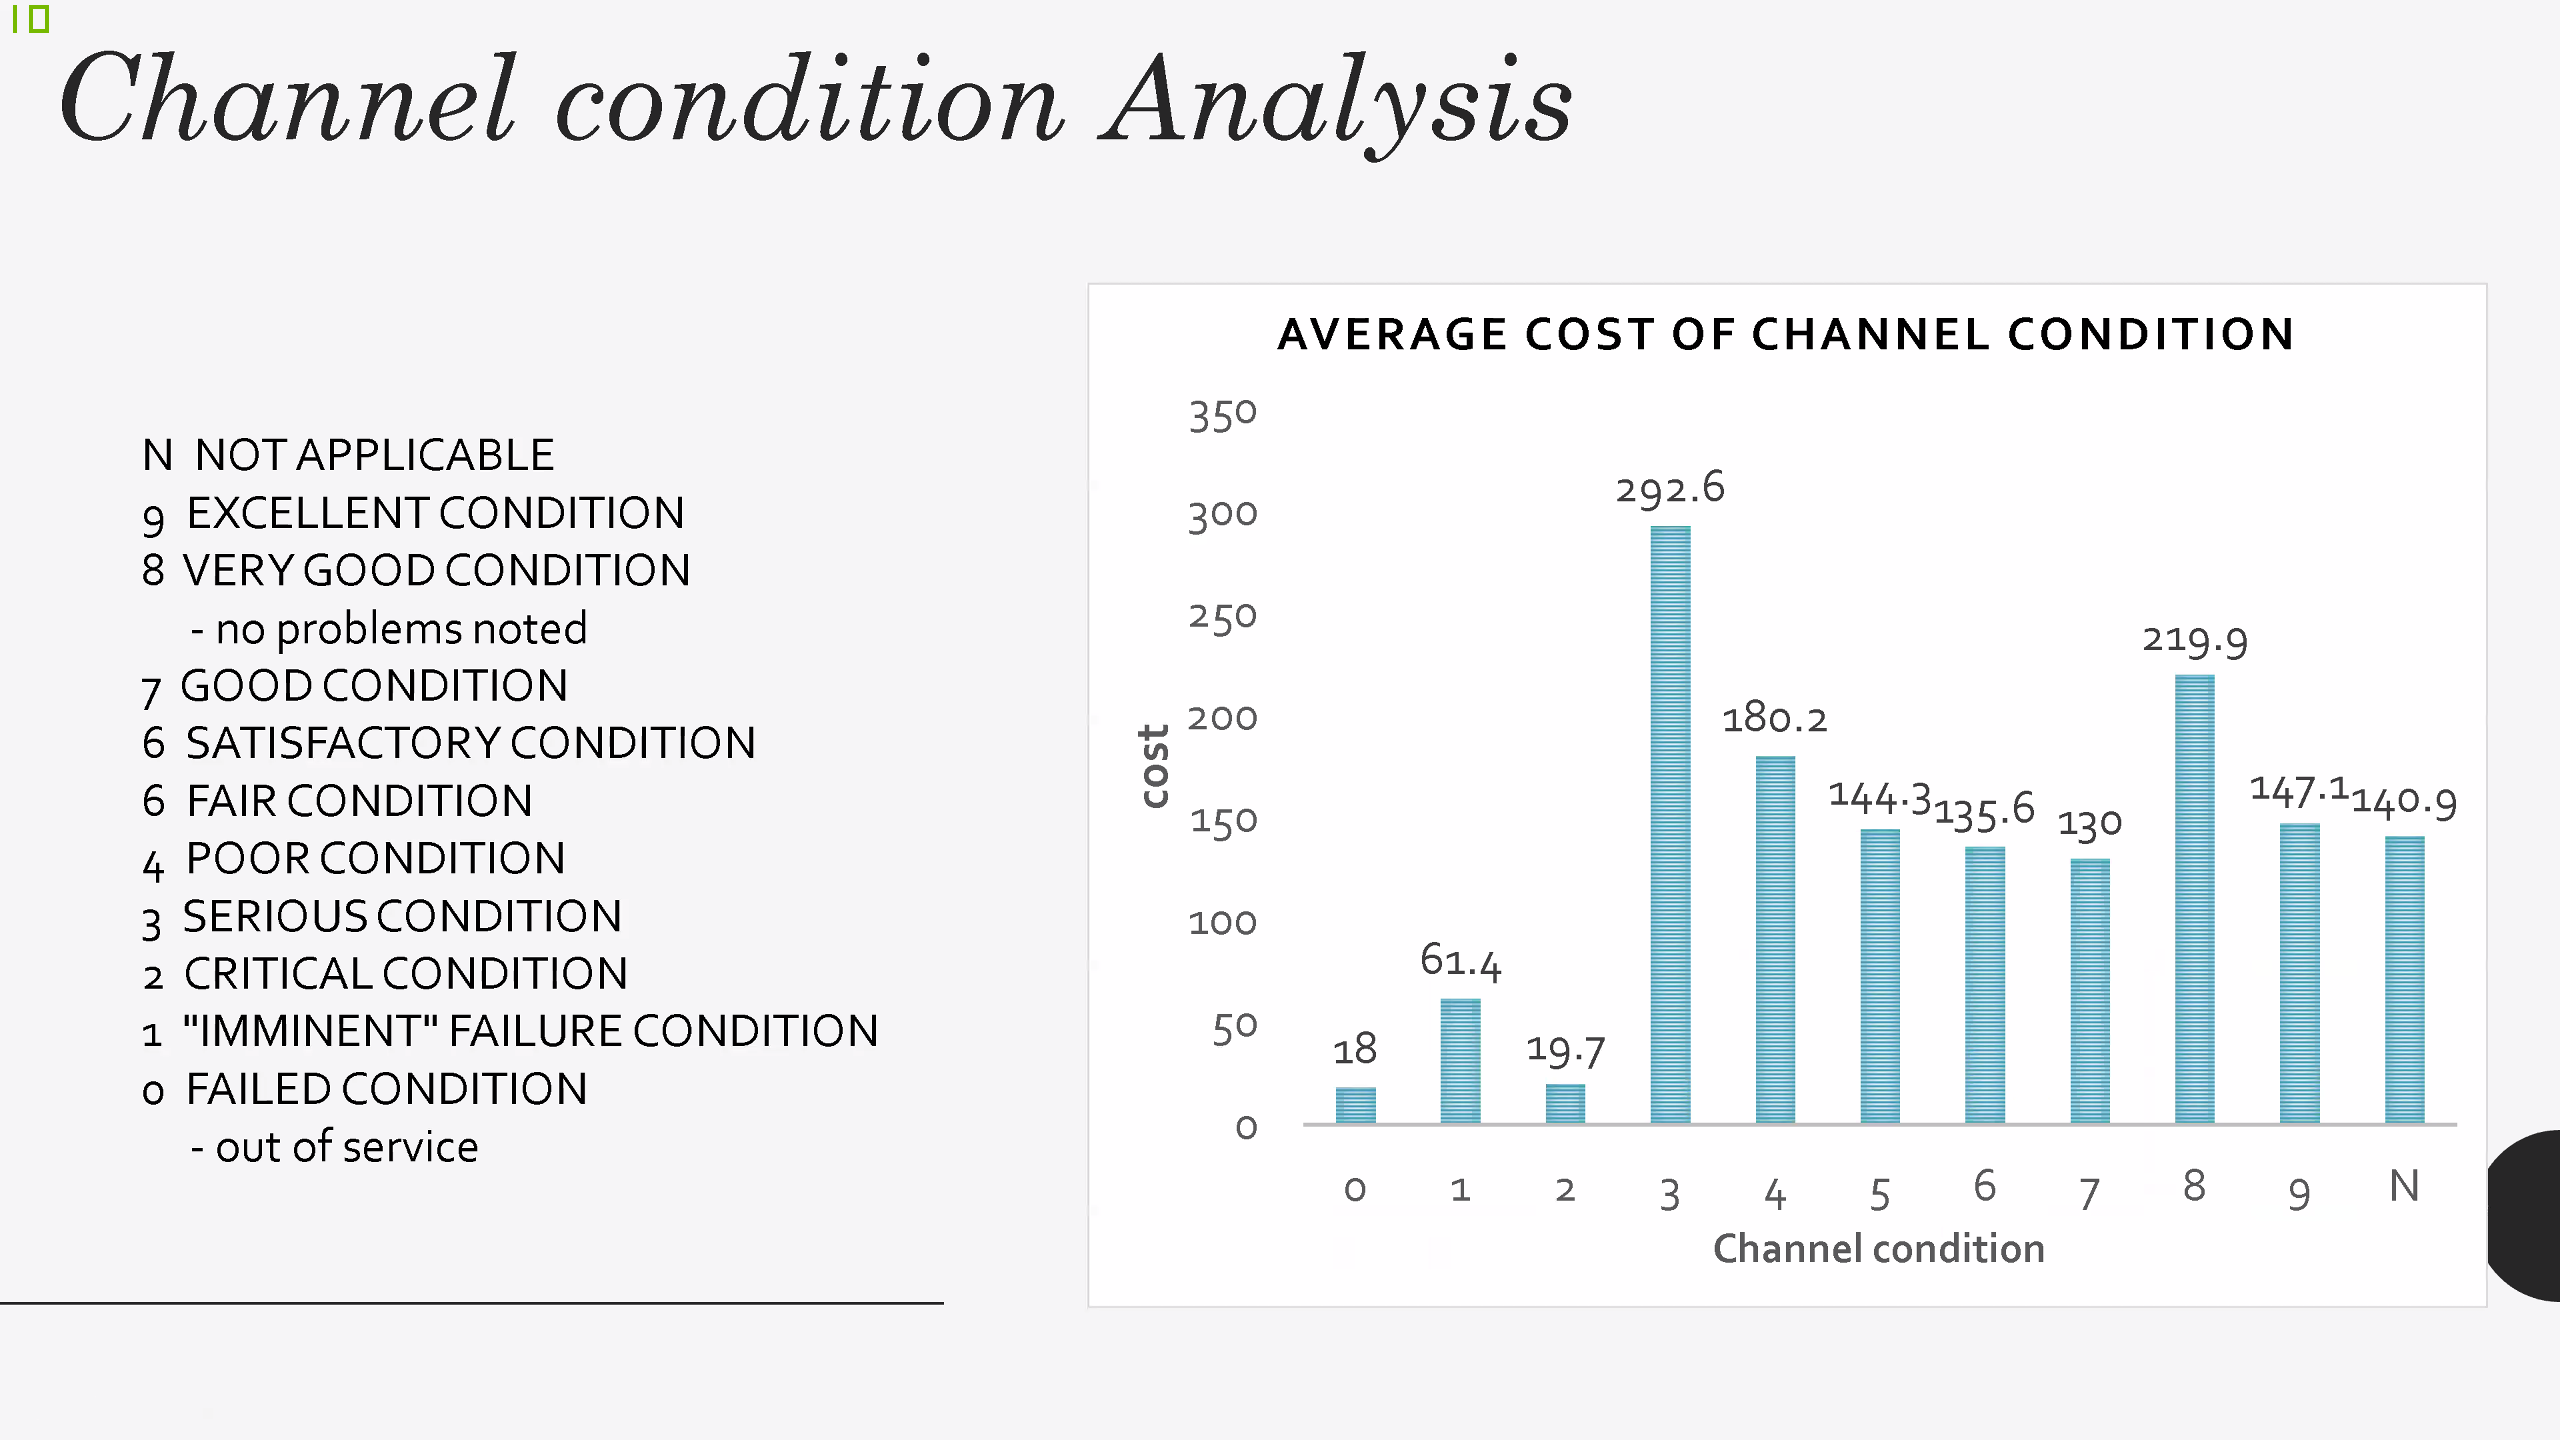 10
Channel condition Analysis
N NOT APPLICABLE
9 EXCELLENT CONDITION
8 VERY GOOD CONDITION
- no problems noted
7 GOOD CONDITION
6 SATISFACTORY CONDITION
6 FAIR CONDITION
4 POOR CONDITION
3 SERIOUS CONDITION
2 CRITICAL CONDITION
1 "IMMINENT" FAILURE CONDITION
0 FAILED CONDITION
- out of service
AVERAGE COST OF CHANNEL CONDITION
cost
350
300
250
200
150
100
50
0
18
61.4
19.7
292.6
180.2
144.3
135.6
130
219.9
147.1
140.9
0 1 2 3 4 5 6 7 8 9 N
Channel condition